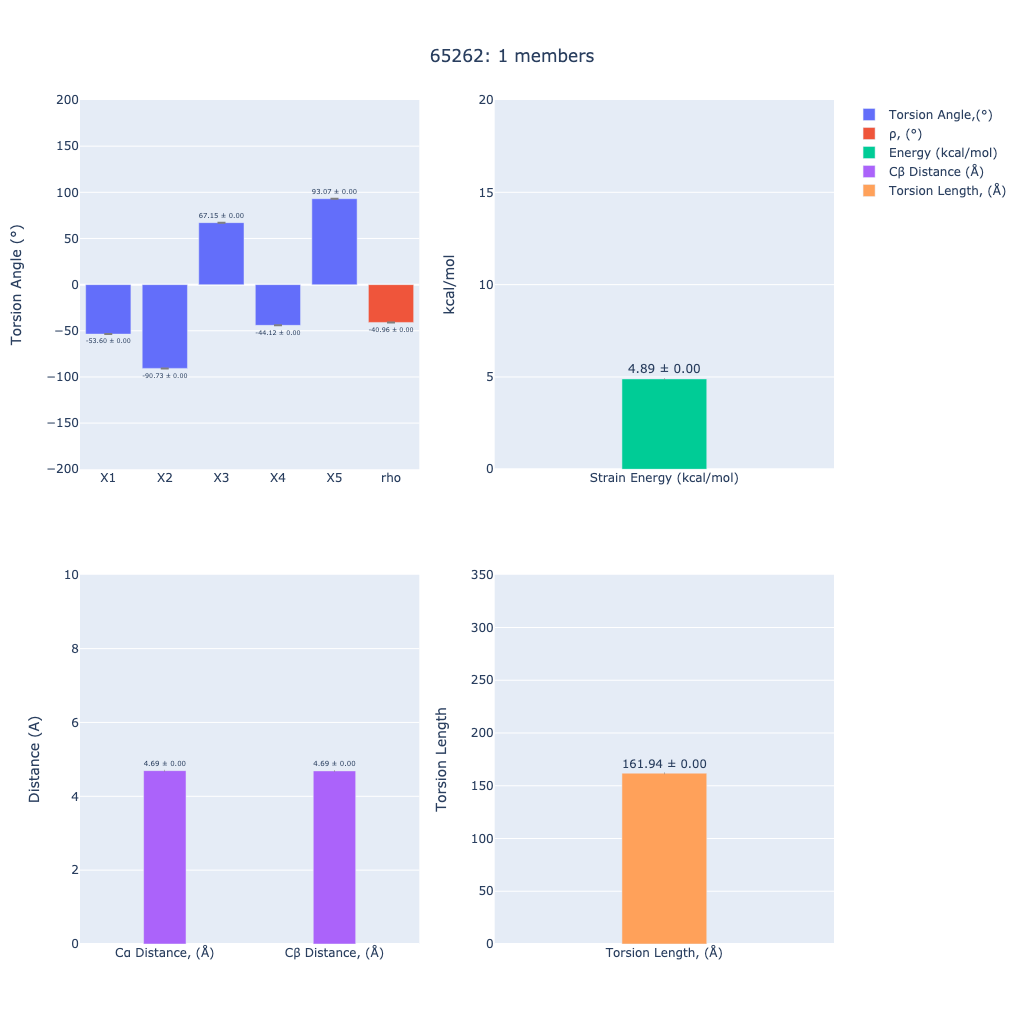 65262: 1 members
Torsion Angle (°)
200
150
100
50
0
−50
−100
−150
−200
-53.60 ± 0.00
-90.73 ± 0.00
67.15 ± 0.00
-44.12 ± 0.00
93.07 ± 0.00
-40.96 ± 0.00
X1 X2 X3 X4 X5 rho
kcal/mol
20
15
10
5
0
4.89 ± 0.00
Strain Energy (kcal/mol)
Torsion Angle,(°)
ρ, (°)
Energy (kcal/mol)
Cβ Distance (Å)
Torsion Length, (Å)
Distance (A)
10
8
6
4
2
0
4.69 ± 0.00
4.69 ± 0.00
Cα Distance, (Å) Cβ Distance, (Å)
Torsion Length
350
300
250
200
150
100
50
0
161.94 ± 0.00
Torsion Length, (Å)